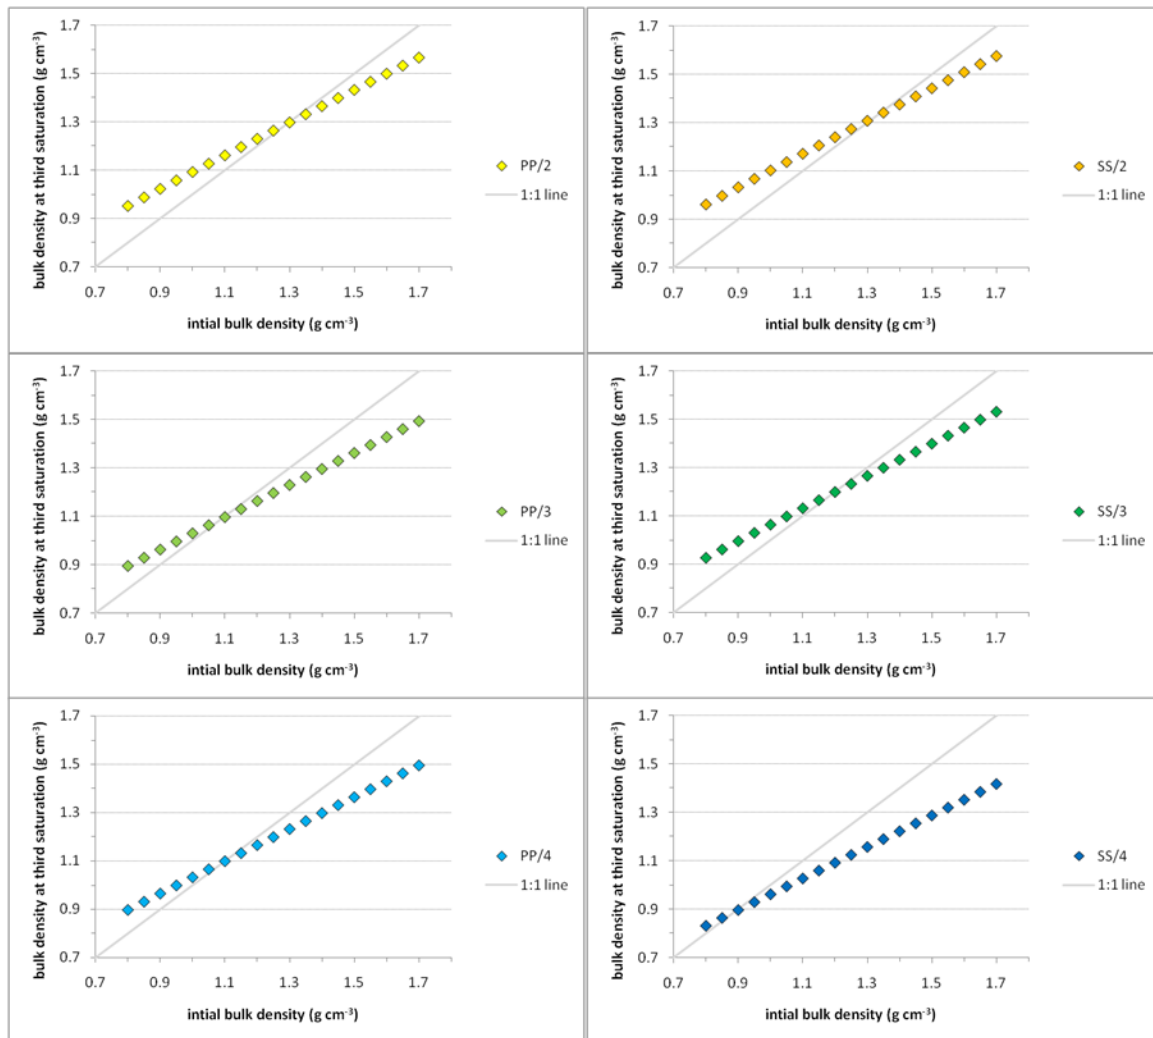 1.7
1.5
1.3
1.1
0.9
0.7
bulk density at third saturation (g cm⁻³)
0.7 0.9 1.1 1.3 1.5 1.7
intial bulk density (g cm⁻³)
PP/2
1:1 line
1.7
1.5
1.3
1.1
0.9
0.7
bulk density at third saturation (g cm⁻³)
0.7 0.9 1.1 1.3 1.5 1.7
intial bulk density (g cm⁻³)
SS/2
1:1 line
1.7
1.5
1.3
1.1
0.9
0.7
bulk density at third saturation (g cm⁻³)
0.7 0.9 1.1 1.3 1.5 1.7
intial bulk density (g cm⁻³)
PP/3
1:1 line
1.7
1.5
1.3
1.1
0.9
0.7
bulk density at third saturation (g cm⁻³)
0.7 0.9 1.1 1.3 1.5 1.7
intial bulk density (g cm⁻³)
SS/3
1:1 line
1.7
1.5
1.3
1.1
0.9
0.7
bulk density at third saturation (g cm⁻³)
0.7 0.9 1.1 1.3 1.5 1.7
intial bulk density (g cm⁻³)
PP/4
1:1 line
1.7
1.5
1.3
1.1
0.9
0.7
bulk density at third saturation (g cm⁻³)
0.7 0.9 1.1 1.3 1.5 1.7
intial bulk density (g cm⁻³)
SS/4
1:1 line